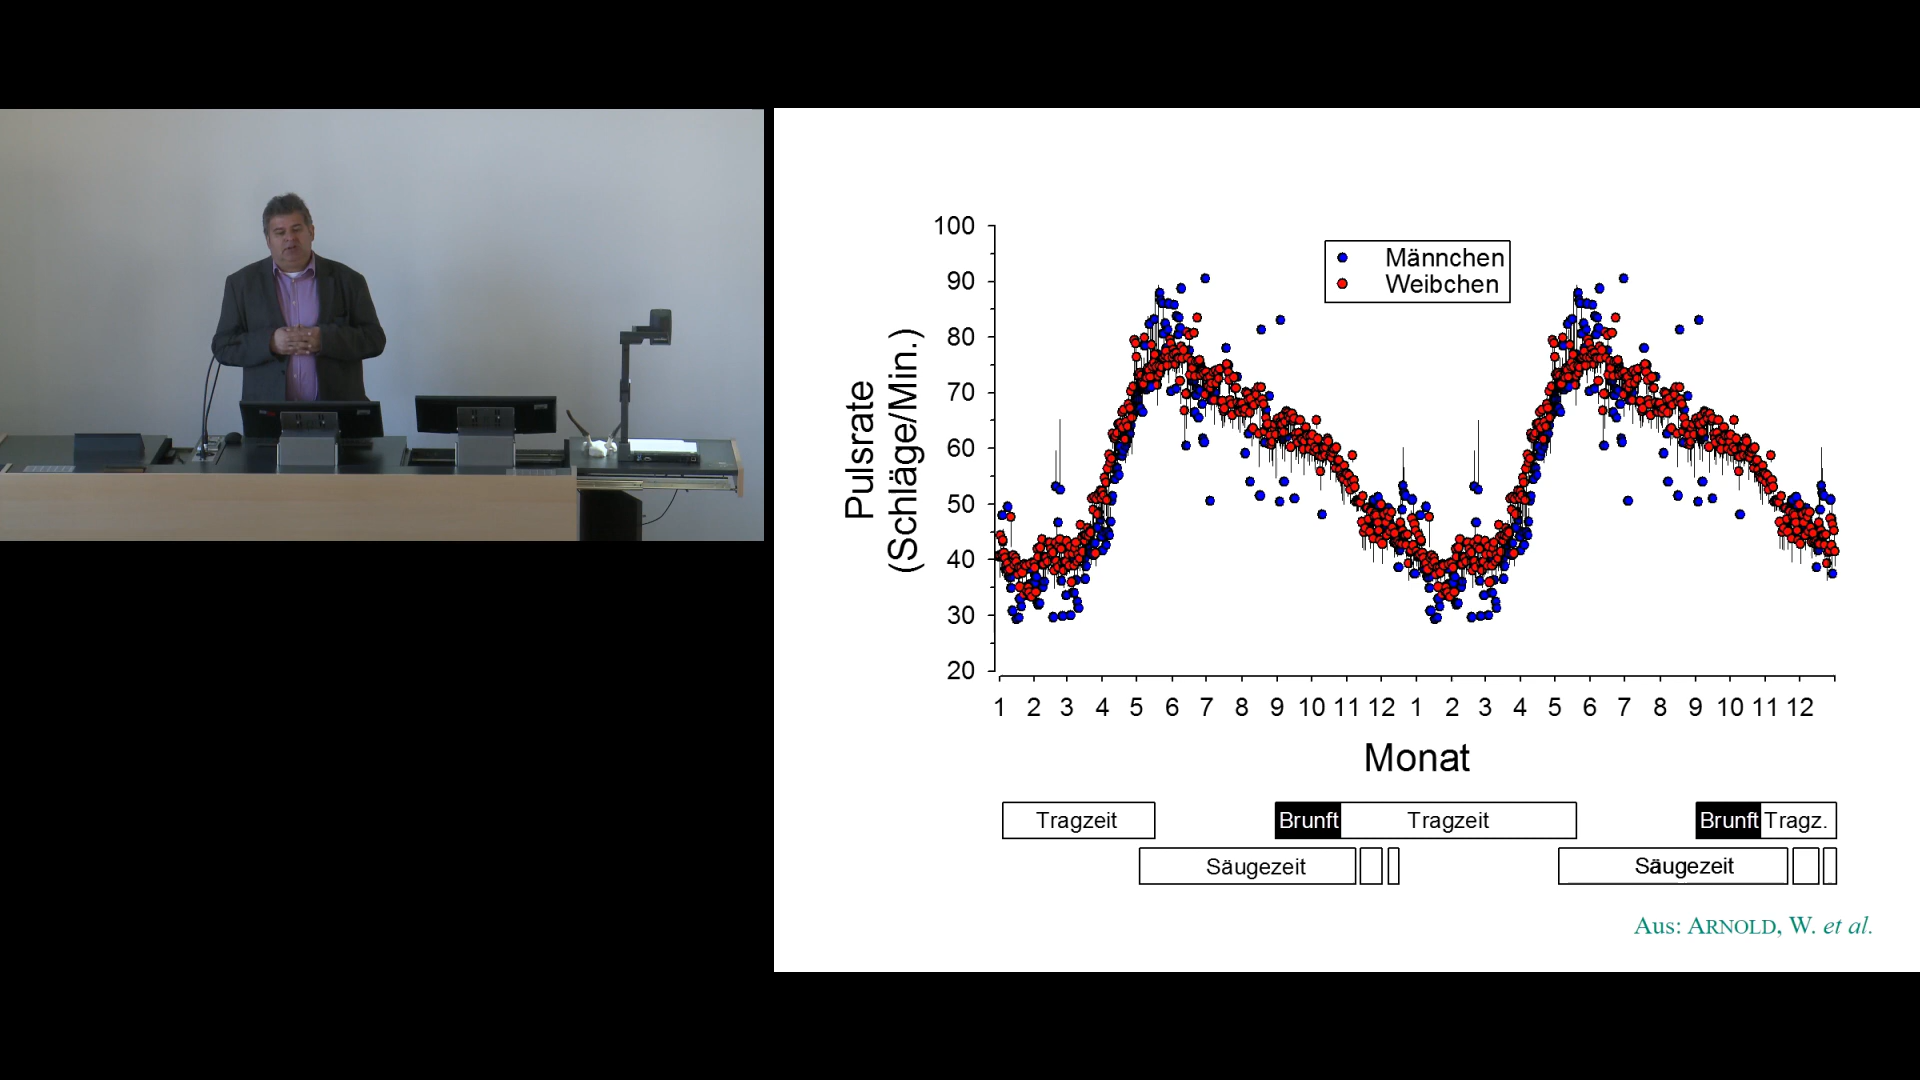 100
90
80
70
60
50
40
30
20
Pulsrate
(Schläge/Min.)
Männchen
Weibchen
1 2 3 4 5 6 7 8 9 10 11 12 1 2 3 4 5 6 7 8 9 10 11 12
Monat
Tragzeit Brunft Tragzeit Brunft Tragz.
Säugezeit Säugezeit
Aus: ARNOLD, W. et al.